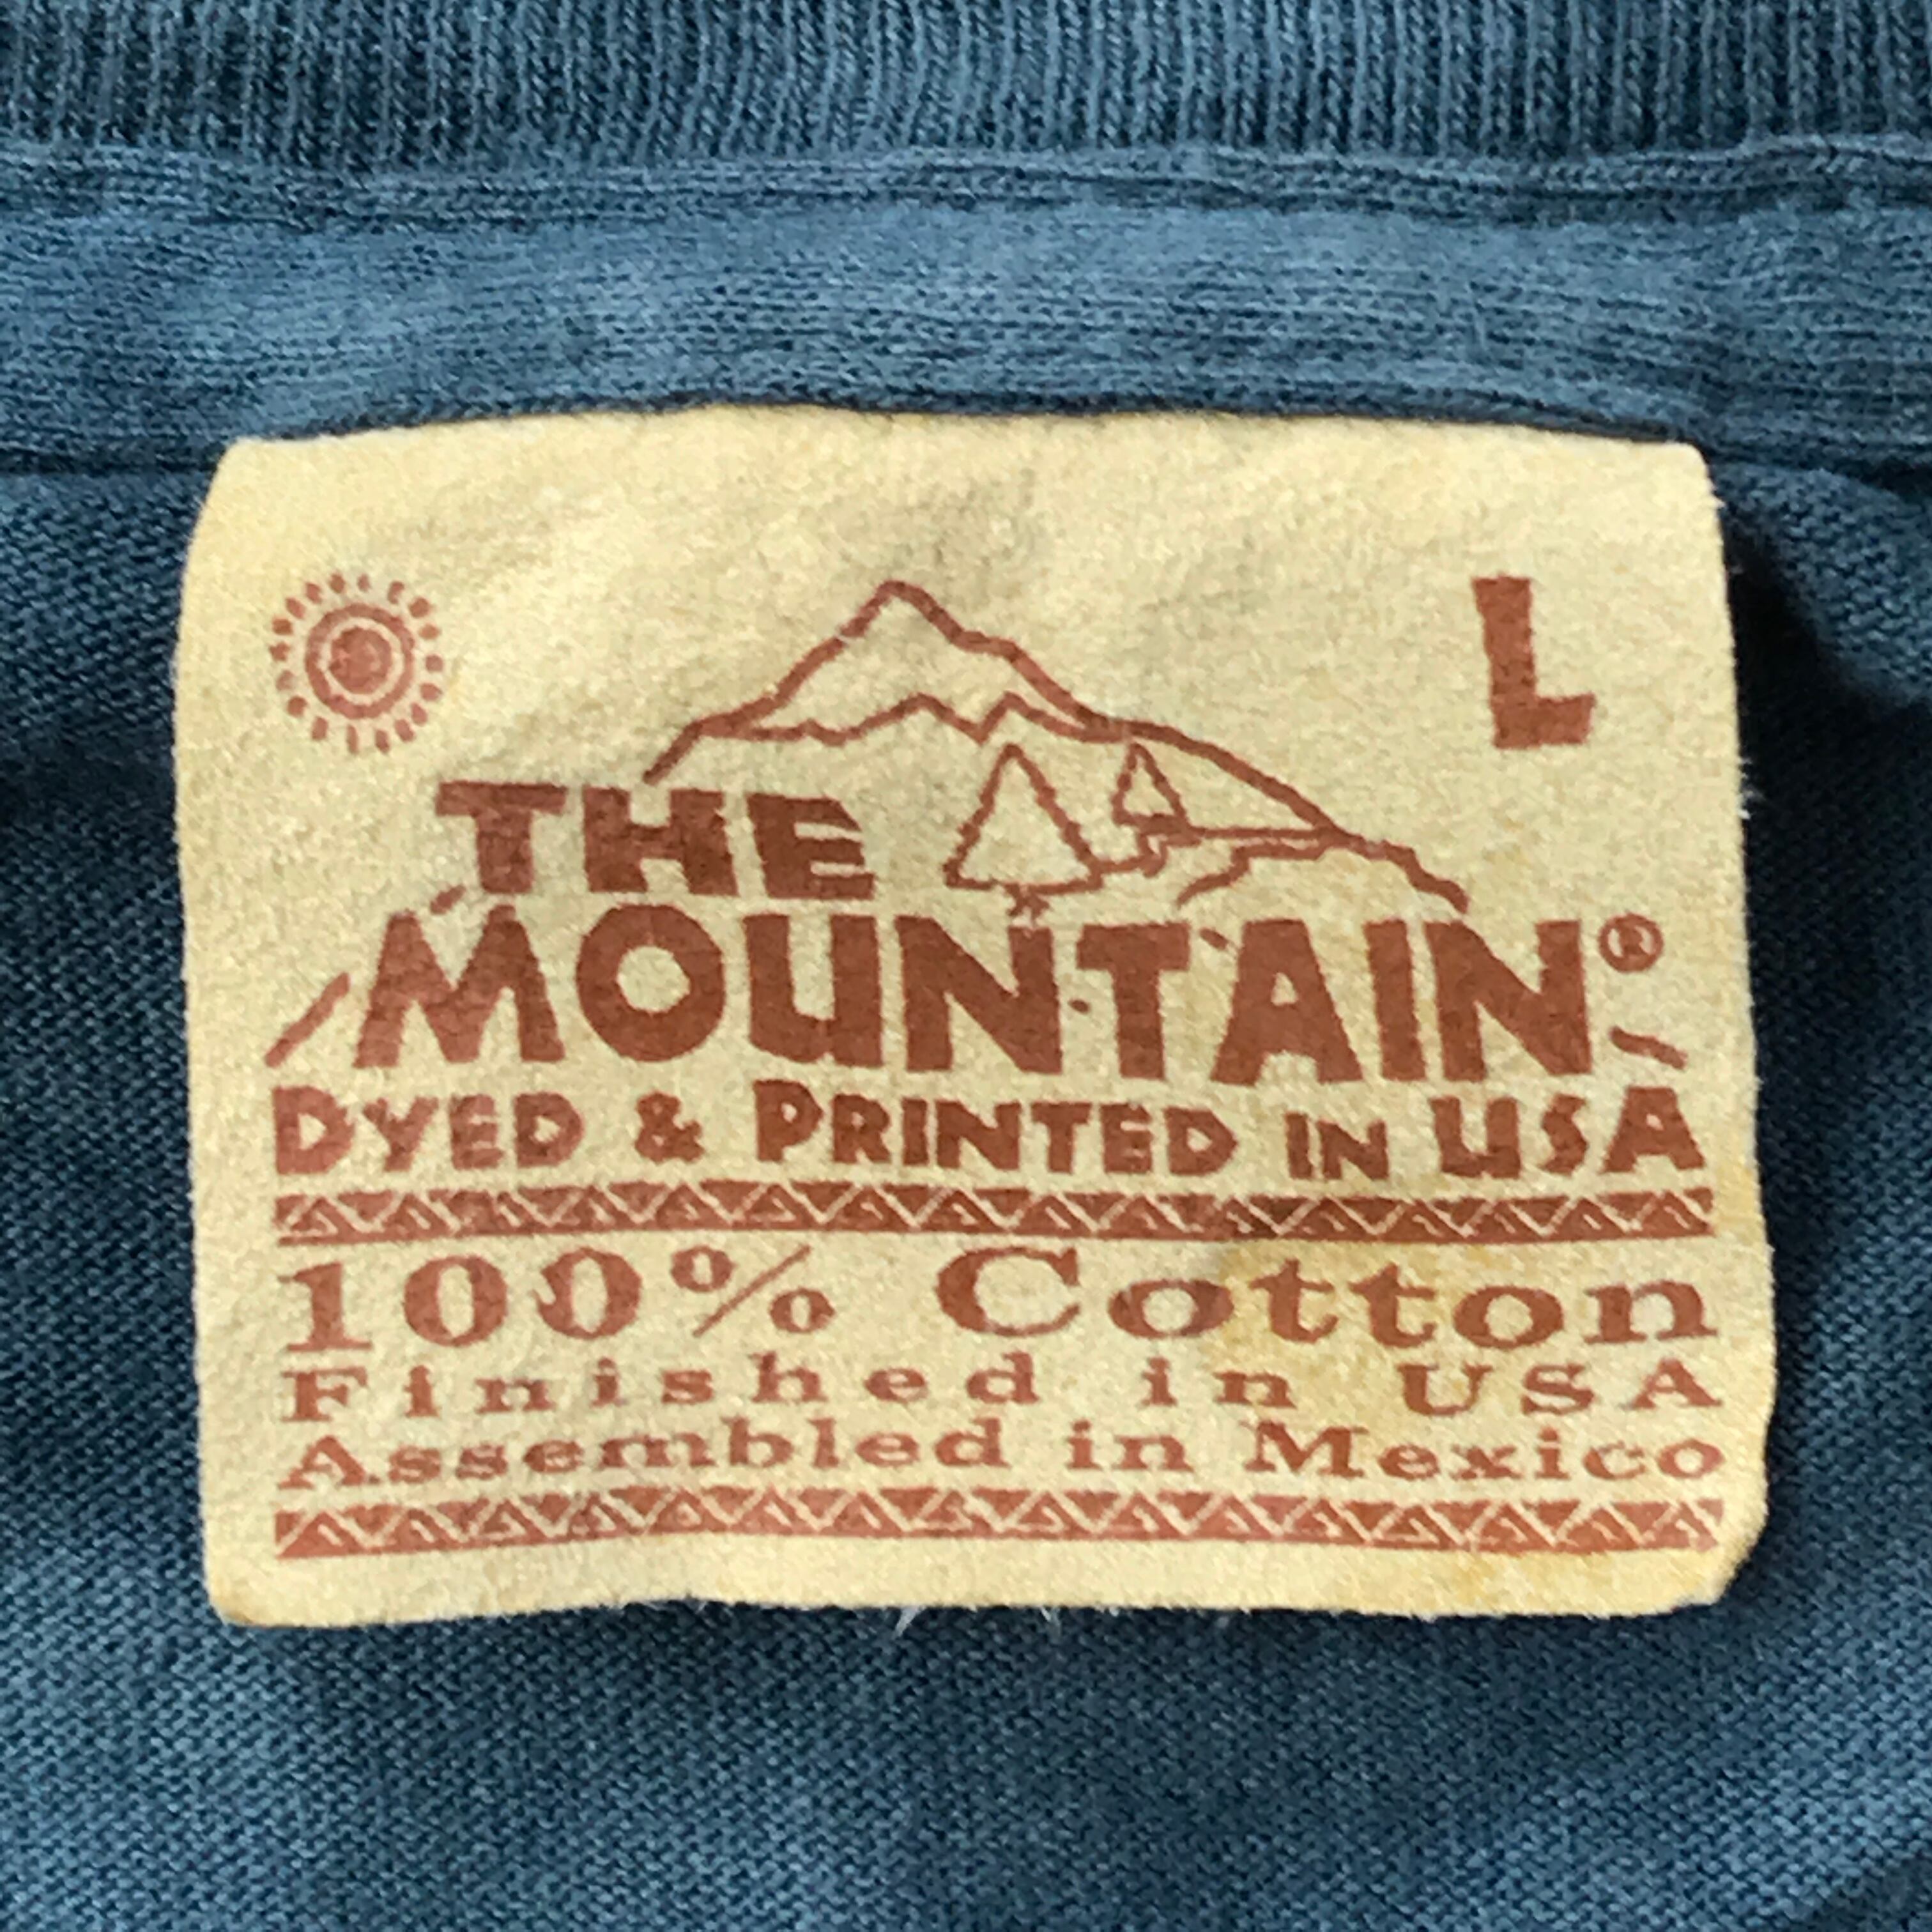 L
THE
MOUNTAIN®
DYED & PRINTED IN USA
100% Cotton
Finished in USA
Assembled in Mexico